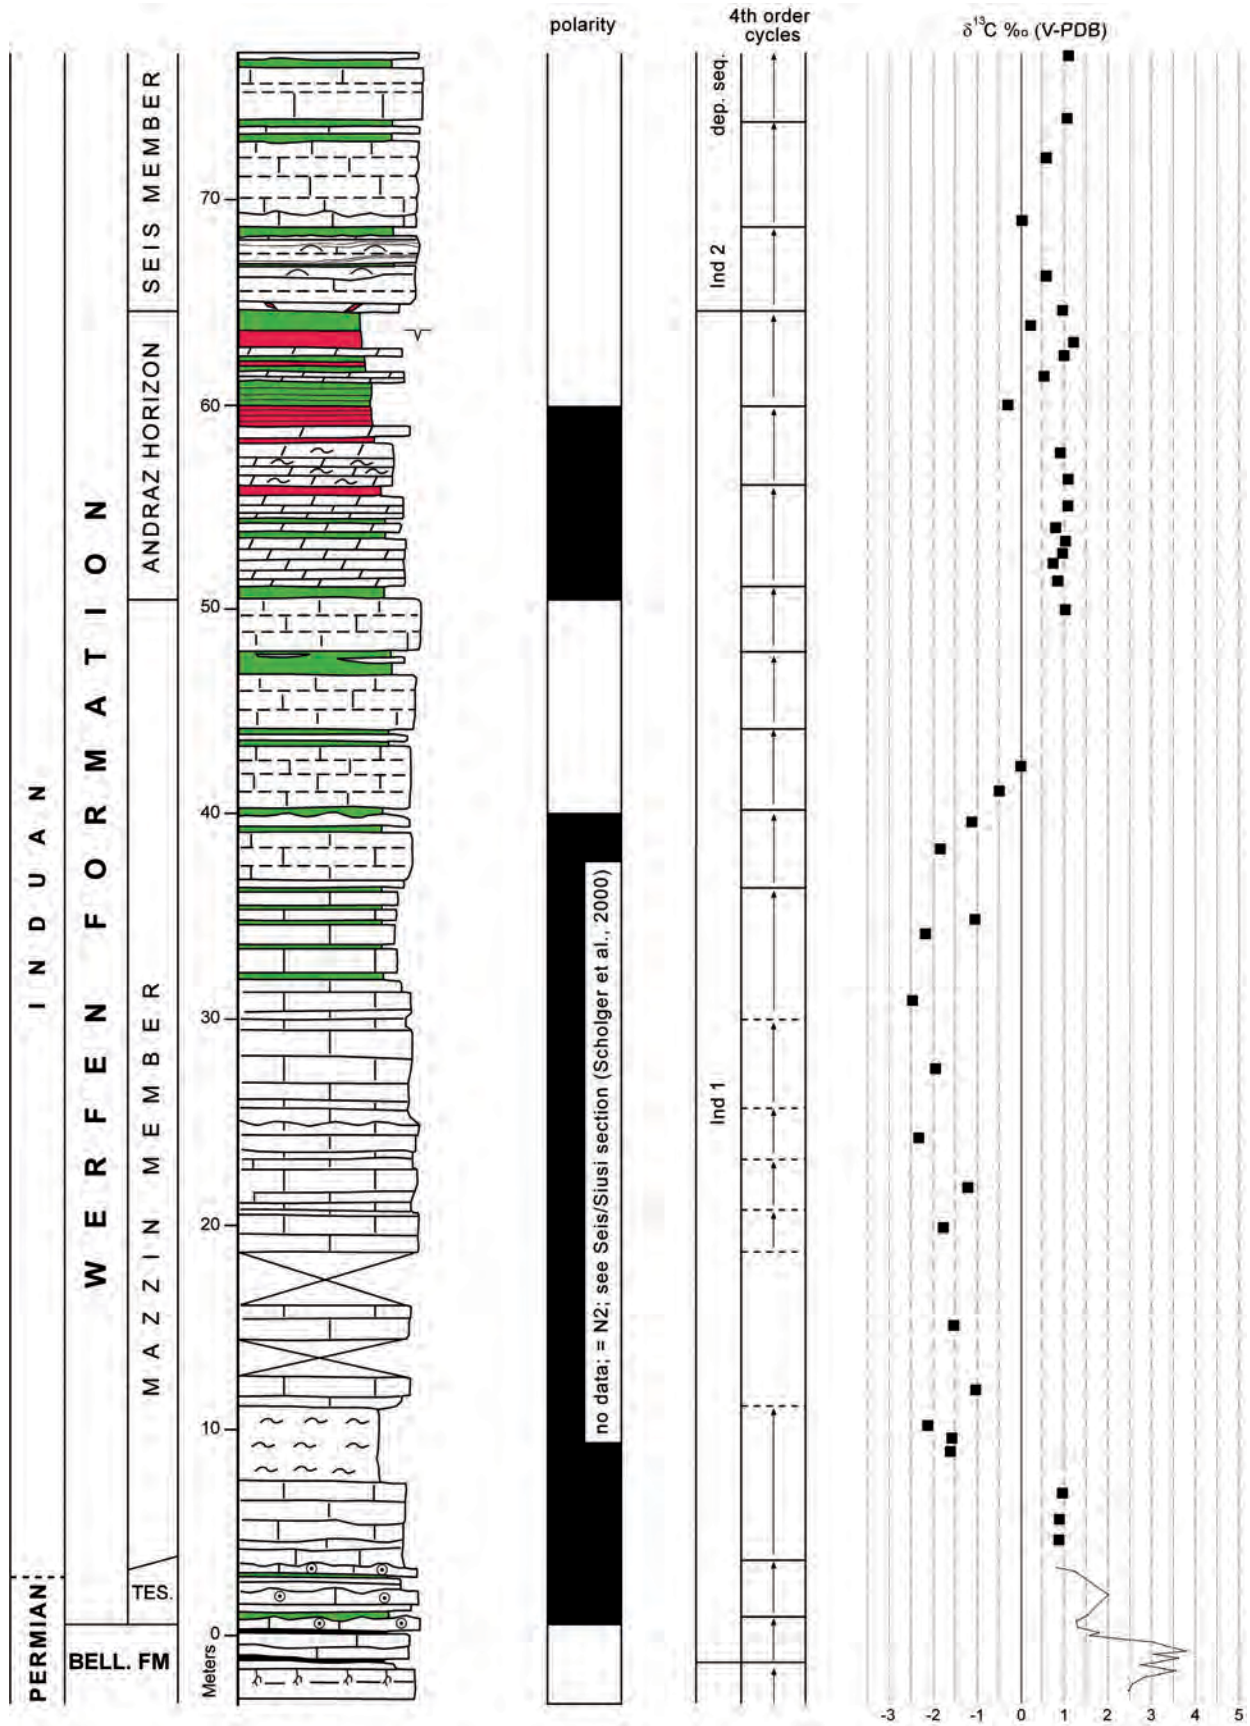 polarity
4th order
cycles
δ¹³C ‰ (V-PDB)
INDUAN
PERMIAN
WERFEN FORMATION
BELL. FM
SEIS MEMBER
ANDRAZ HORIZON
MAZZIN MEMBER
TES.
70
60
50
40
30
20
10
0
Meters
no data; = N2; see Seis/Siusi section (Scholger et al., 2000)
dep. seq.
Ind 2
Ind 1
-3 -2 -1 0 1 2 3 4 5